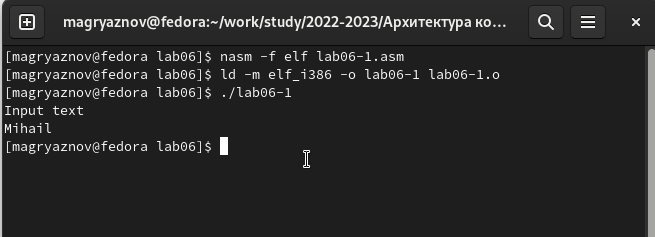 magryaznov@fedora:~/work/study/2022-2023/Архитектура ко...
[magryaznov@fedora lab06]$ nasm -f elf lab06-1.asm
[magryaznov@fedora lab06]$ ld -m elf_i386 -o lab06-1 lab06-1.o
[magryaznov@fedora lab06]$ ./lab06-1
Input text
Mihail
[magryaznov@fedora lab06]$